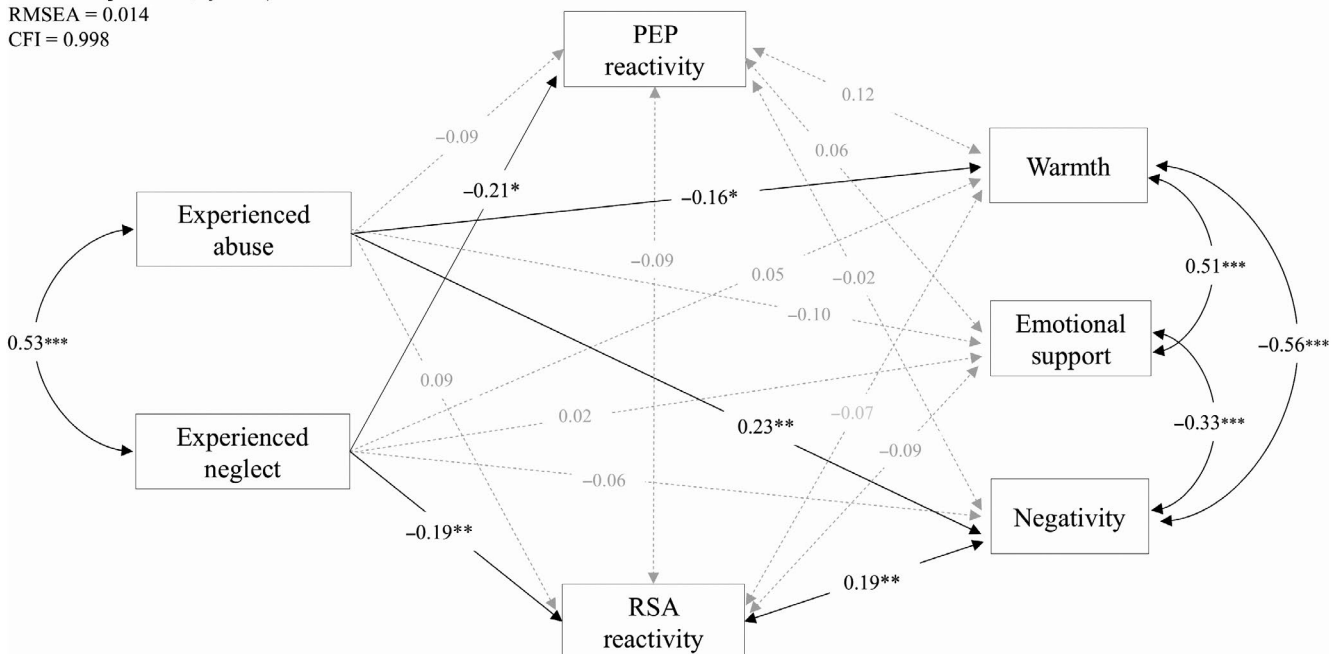 RMSEA = 0.014
CFI = 0.998
PEP
reactivity
0.12
−0.09
0.06
Warmth
−0.21*
−0.16*
Experienced
abuse
−0.09
0.05
−0.02
0.51***
−0.10
Emotional
support
0.53***
−0.56***
0.09
0.02
−0.07
0.23**
−0.33***
Experienced
neglect
−0.09
−0.06
Negativity
−0.19**
0.19**
RSA
reactivity